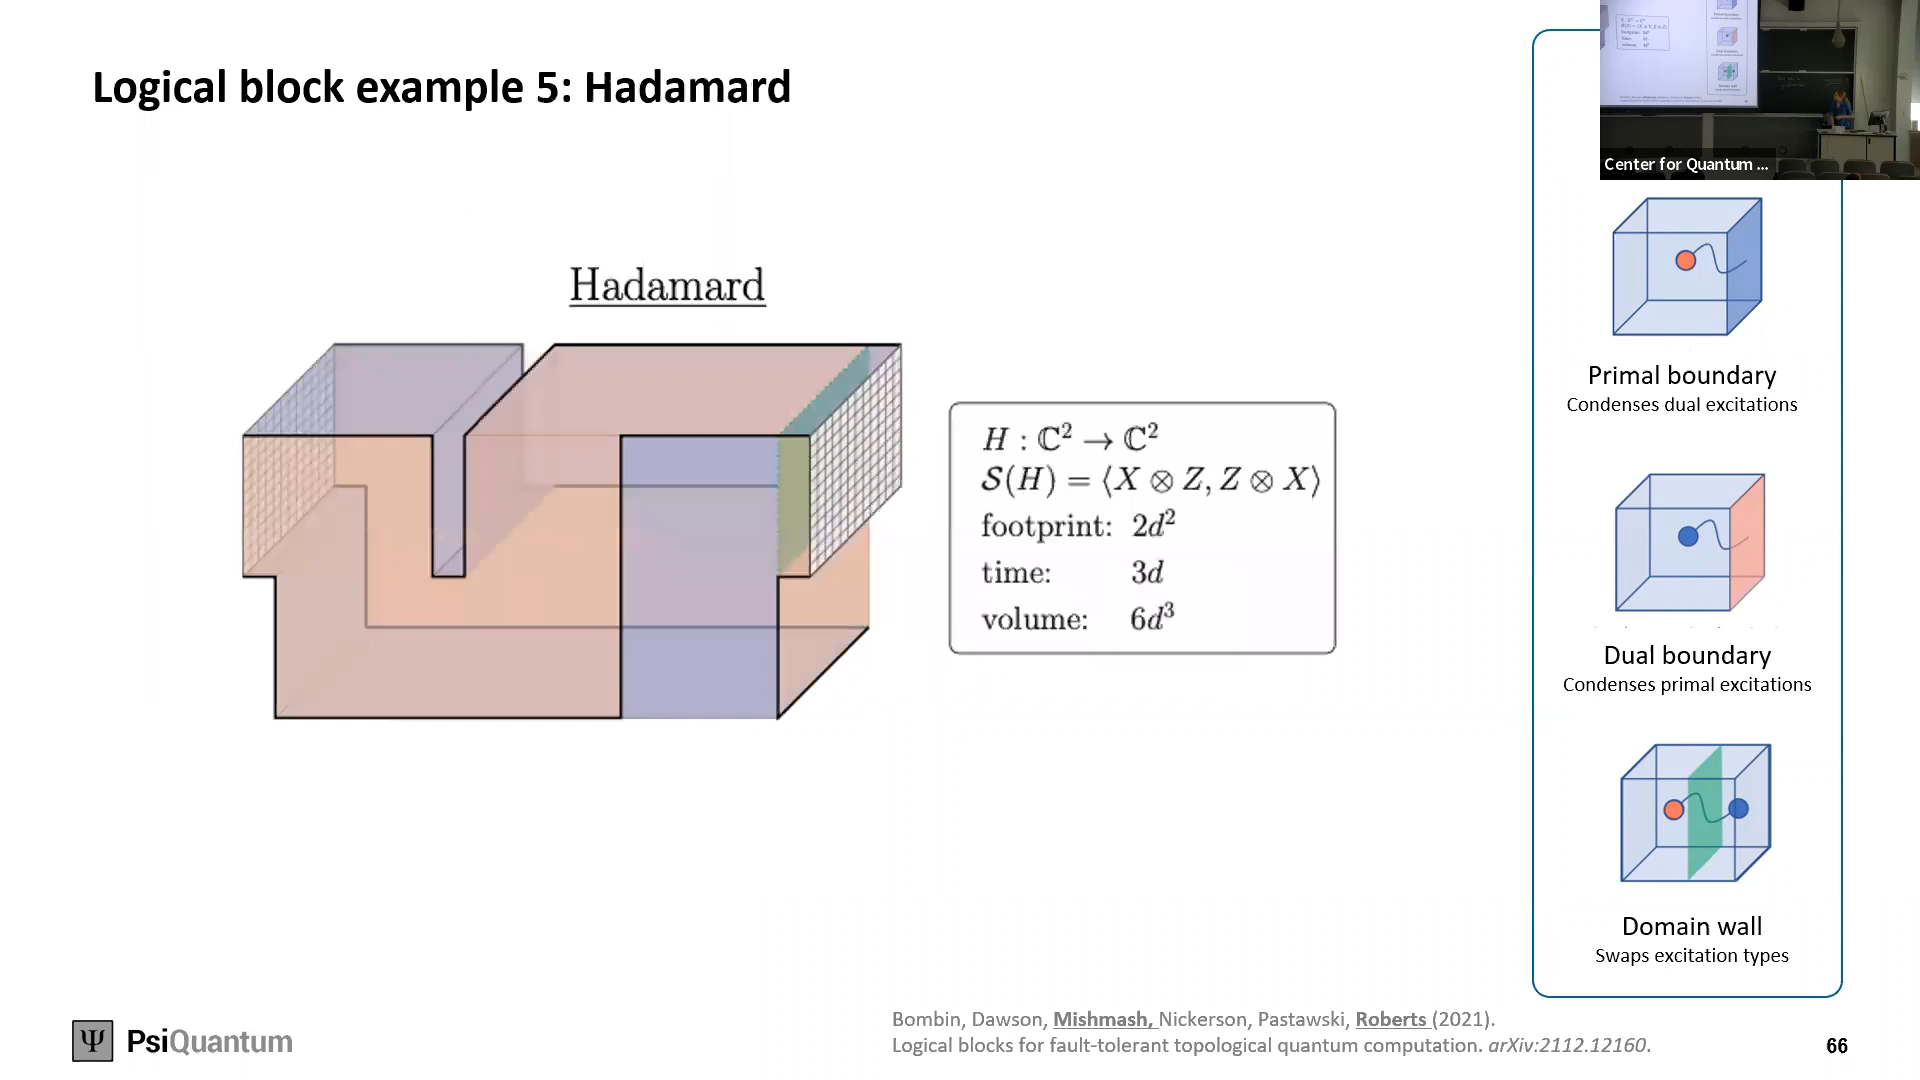 Logical block example 5: Hadamard
Center for Quantum ...
Hadamard
H : ℂ² → ℂ²
𝒮(H) = ⟨X ⊗ Z, Z ⊗ X⟩
footprint: 2d²
time: 3d
volume: 6d³
Primal boundary
Condenses dual excitations
Dual boundary
Condenses primal excitations
Domain wall
Swaps excitation types
Ψ PsiQuantum
Bombin, Dawson, Mishmash, Nickerson, Pastawski, Roberts (2021).
Logical blocks for fault-tolerant topological quantum computation. arXiv:2112.12160.
66